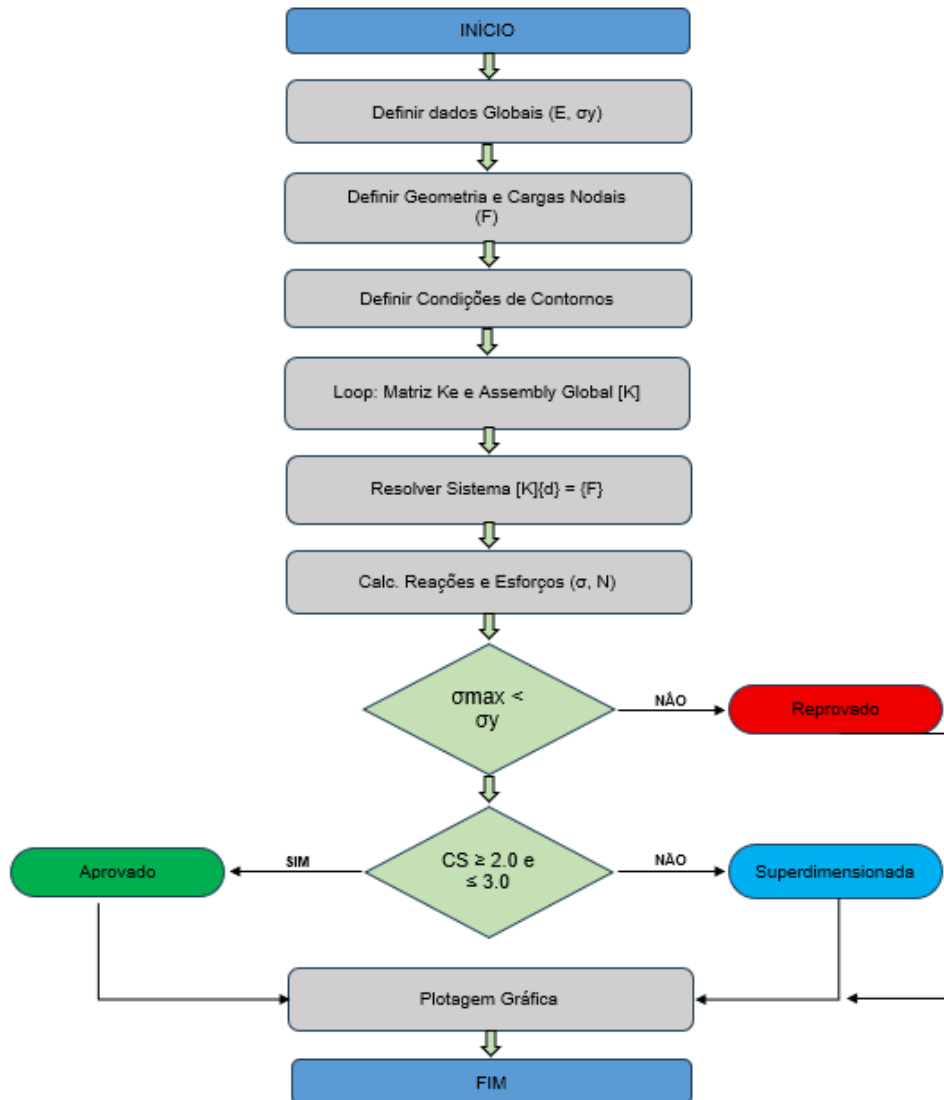 INÍCIO
Definir dados Globais (E, σy)
Definir Geometria e Cargas Nodais
(F)
Definir Condições de Contornos
Loop: Matriz Ke e Assembly Global [K]
Resolver Sistema [K]{d} = {F}
Calc. Reações e Esforços (σ, N)
σmax <
σy
NÃO
Reprovado
Aprovado
SIM
CS ≥ 2.0 e
≤ 3.0
NÃO
Superdimensionada
Plotagem Gráfica
FIM